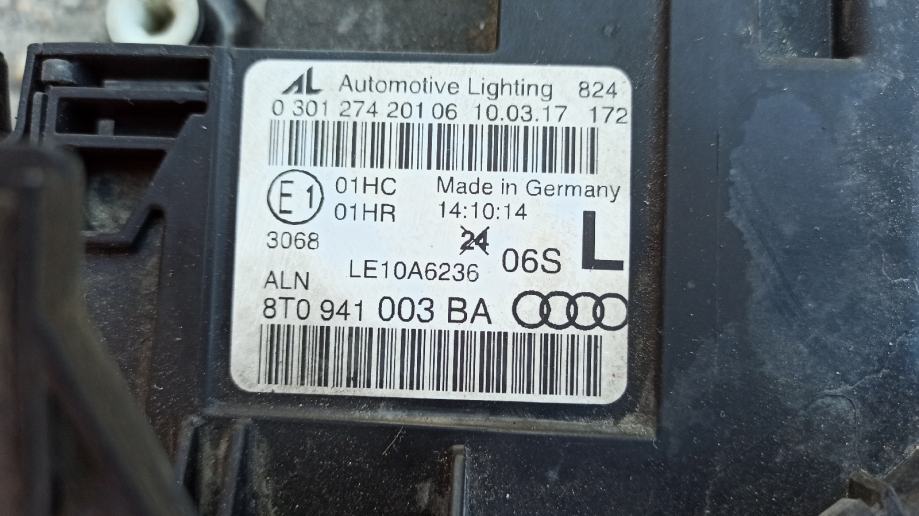 AL Automotive Lighting 824
0 301 274 201 06 10.03.17 172
E1 01HC Made in Germany
01HR 14:10:14
3068 24 06S L
LE10A6236
ALN
8T0 941 003 BA